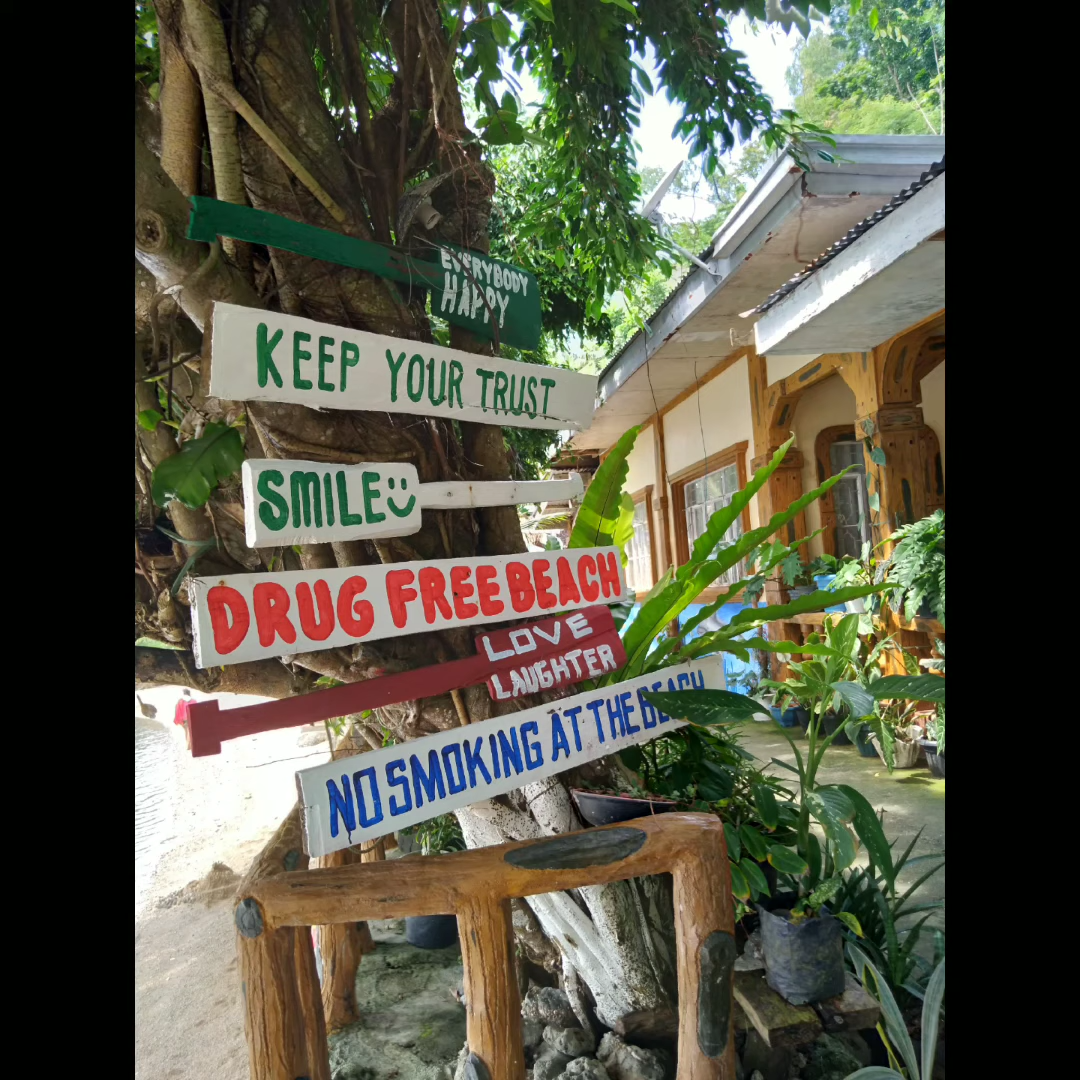 EVERYBODY
HAPPY
KEEP YOUR TRUST
SMILE
DRUG FREE BEACH
LOVE
LAUGHTER
NO SMOKING AT THE BEACH